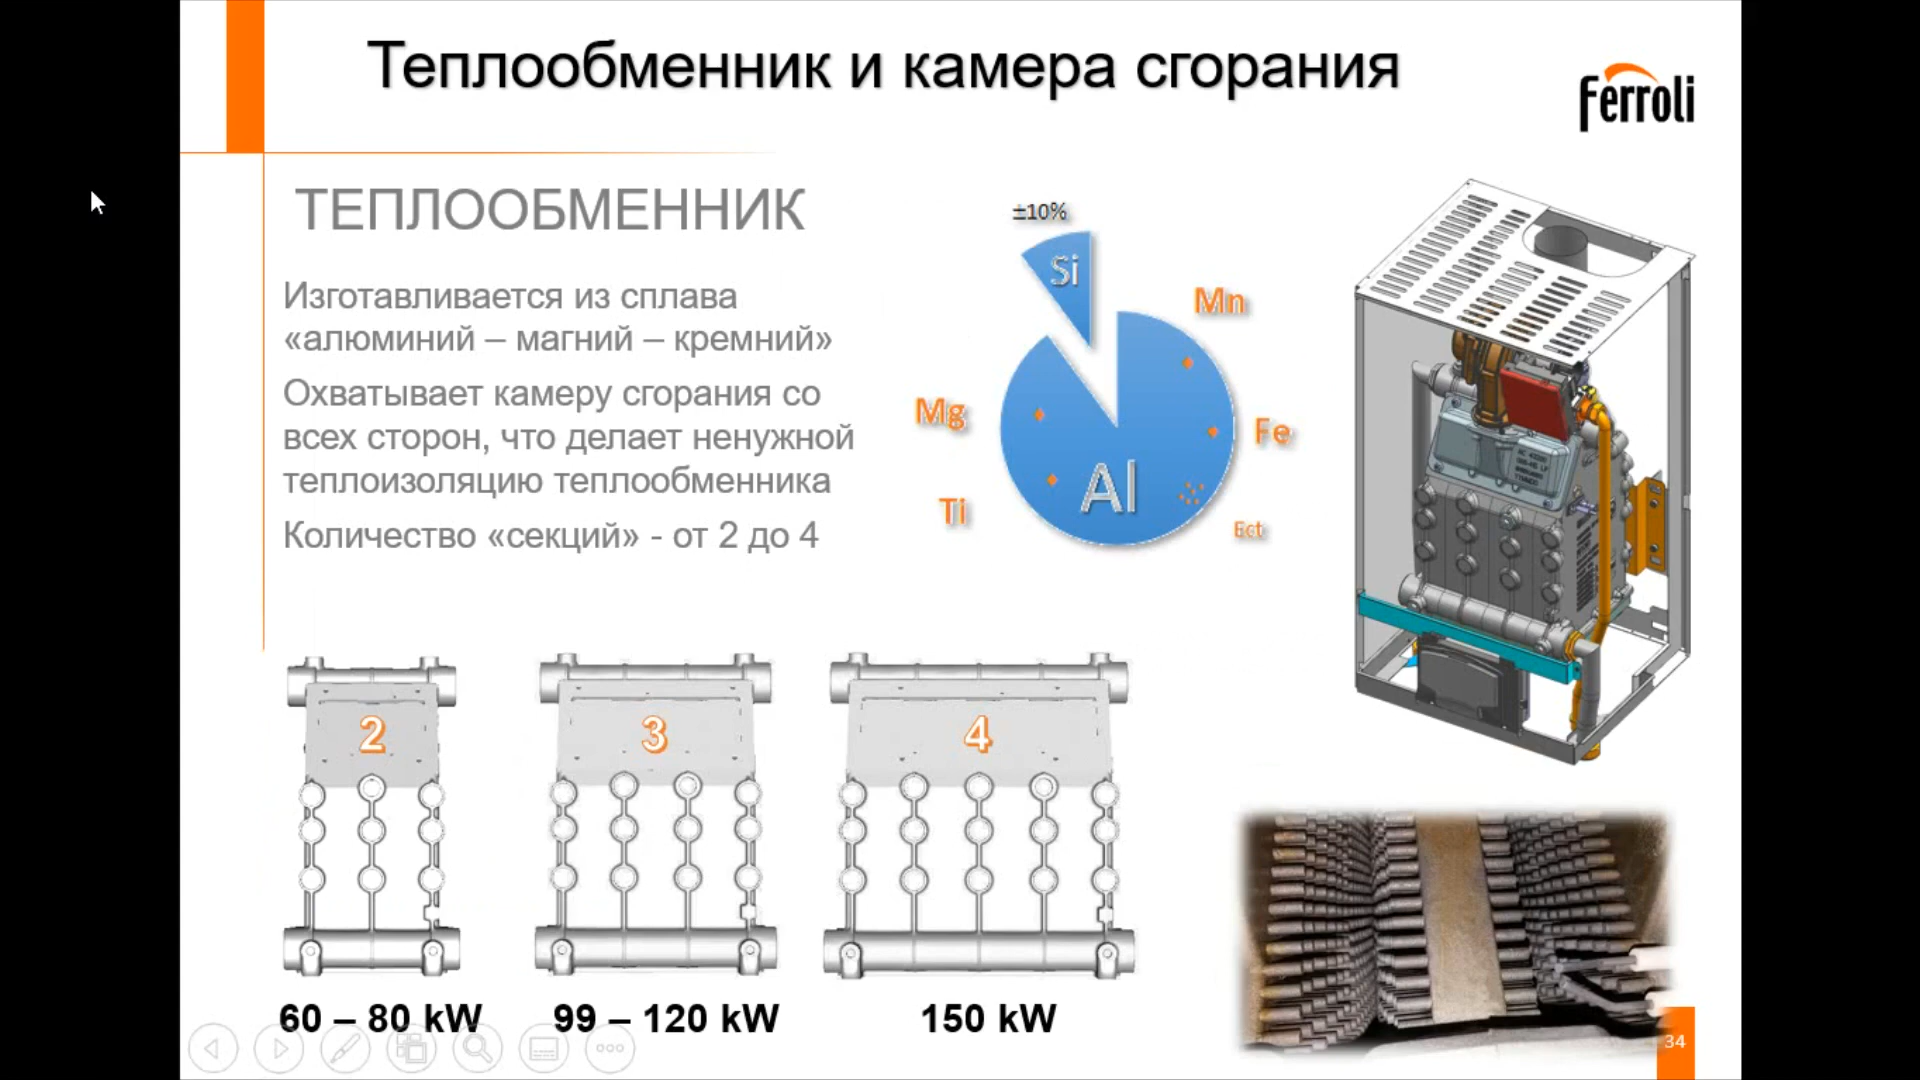 Теплообменник и камера сгорания
Ferroli
ТЕПЛООБМЕННИК
Изготавливается из сплава
«алюминий – магний – кремний»
Охватывает камеру сгорания со
всех сторон, что делает ненужной
теплоизоляцию теплообменника
Количество «секций» - от 2 до 4
±10%
Si
Mn
Mg
Fe
Al
Ti
Ect
2
3
4
60 – 80 kW
99 – 120 kW
150 kW
34